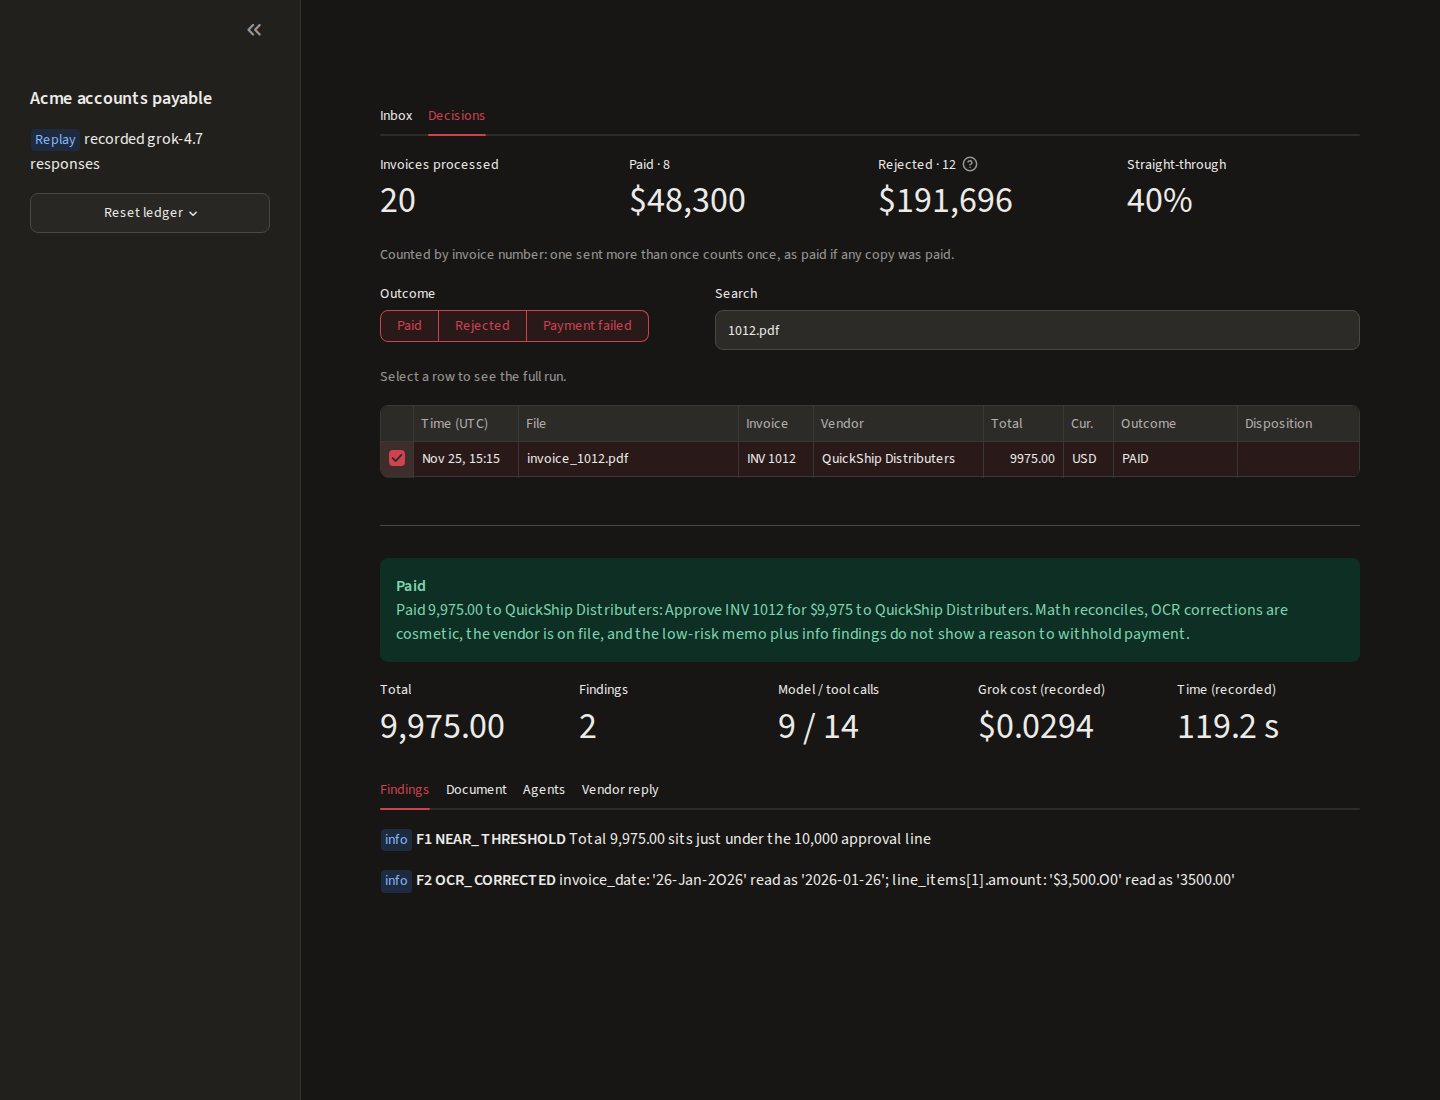 Acme accounts payable
Replay recorded grok-4.7
responses
Reset ledger
Inbox Decisions
Invoices processed Paid · 8 Rejected · 12 Straight-through
20 $48,300 $191,696 40%
Counted by invoice number: one sent more than once counts once, as paid if any copy was paid.
Outcome Search
Paid Rejected Payment failed 1012.pdf
Select a row to see the full run.
Time (UTC) File Invoice Vendor Total Cur. Outcome Disposition
Nov 25, 15:15 invoice_1012.pdf INV 1012 QuickShip Distributers 9975.00 USD PAID
Paid
Paid 9,975.00 to QuickShip Distributers: Approve INV 1012 for $9,975 to QuickShip Distributers. Math reconciles, OCR corrections are
cosmetic, the vendor is on file, and the low-risk memo plus info findings do not show a reason to withhold payment.
Total Findings Model / tool calls Grok cost (recorded) Time (recorded)
9,975.00 2 9 / 14 $0.0294 119.2 s
Findings Document Agents Vendor reply
info F1 NEAR_THRESHOLD Total 9,975.00 sits just under the 10,000 approval line
info F2 OCR_CORRECTED invoice_date: '26-Jan-2O26' read as '2026-01-26'; line_items[1].amount: '$3,500.O0' read as '3500.00'